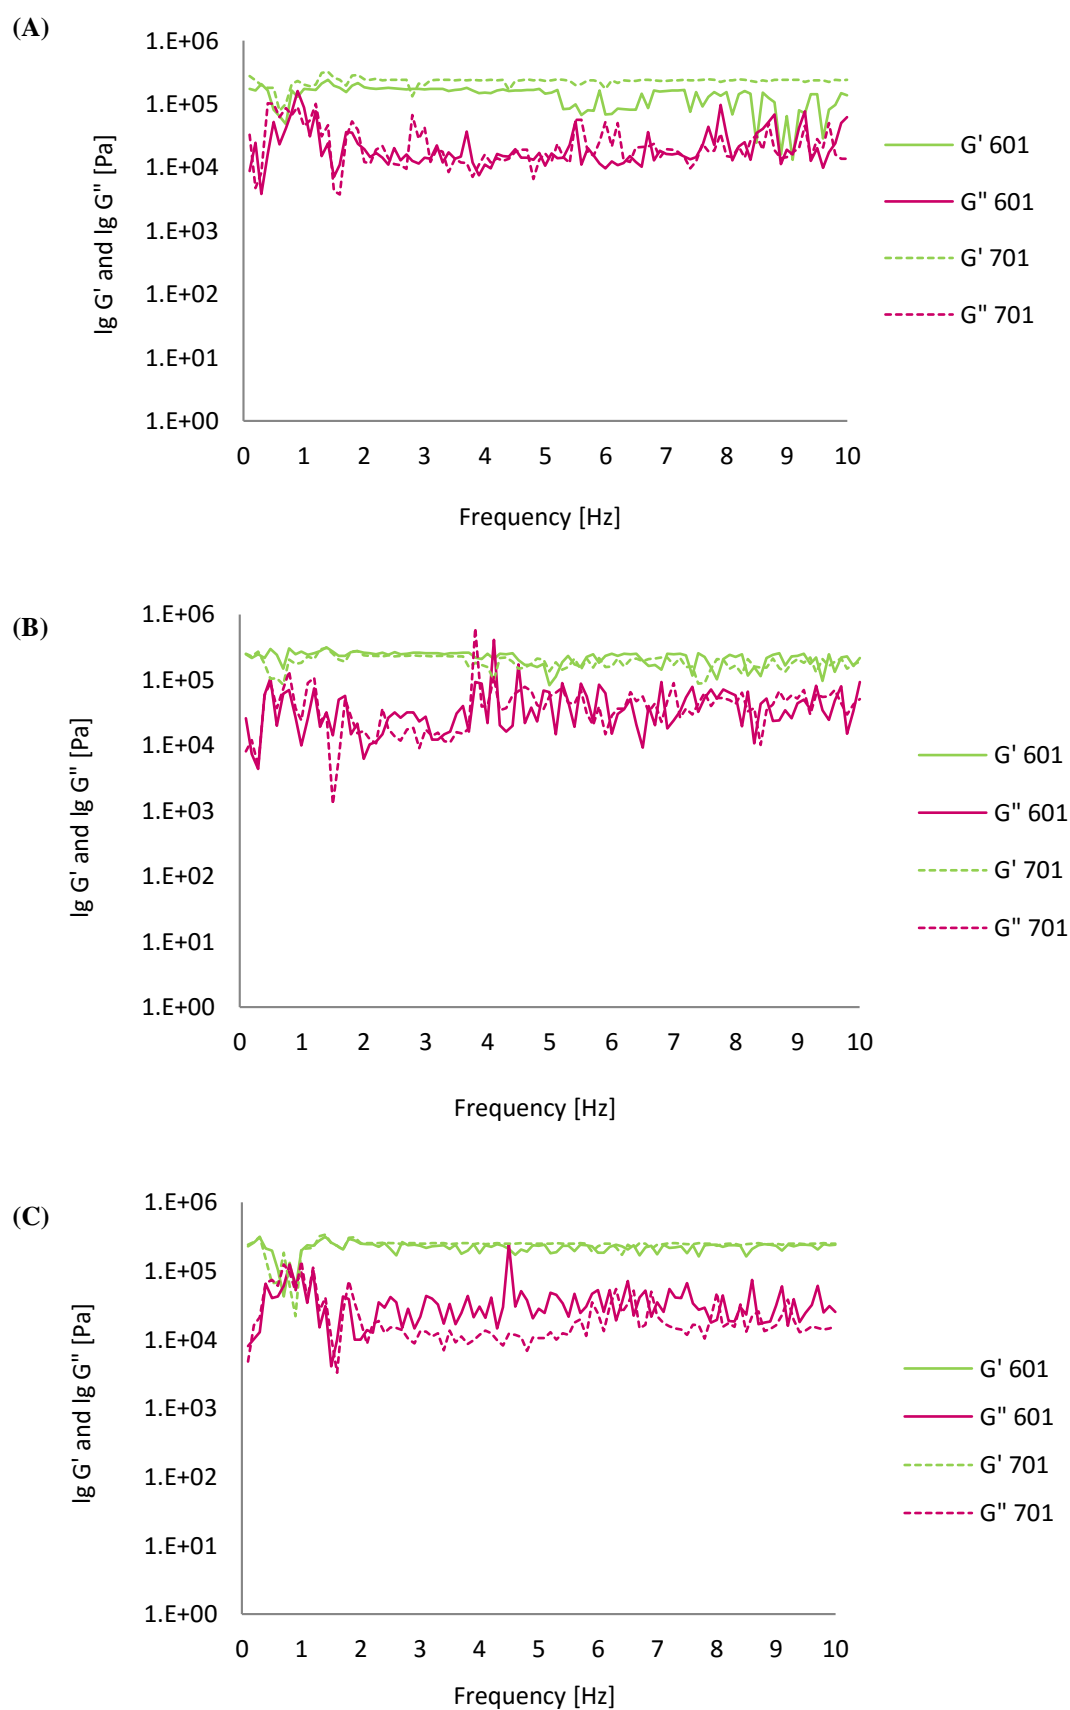 (A)
1.E+06
1.E+05
1.E+04
1.E+03
1.E+02
1.E+01
1.E+00
lg G' and lg G" [Pa]
0 1 2 3 4 5 6 7 8 9 10
Frequency [Hz]
G' 601
G" 601
G' 701
G" 701
(B)
1.E+06
1.E+05
1.E+04
1.E+03
1.E+02
1.E+01
1.E+00
lg G' and lg G" [Pa]
0 1 2 3 4 5 6 7 8 9 10
Frequency [Hz]
G' 601
G" 601
G' 701
G" 701
(C)
1.E+06
1.E+05
1.E+04
1.E+03
1.E+02
1.E+01
1.E+00
lg G' and lg G" [Pa]
0 1 2 3 4 5 6 7 8 9 10
Frequency [Hz]
G' 601
G" 601
G' 701
G" 701